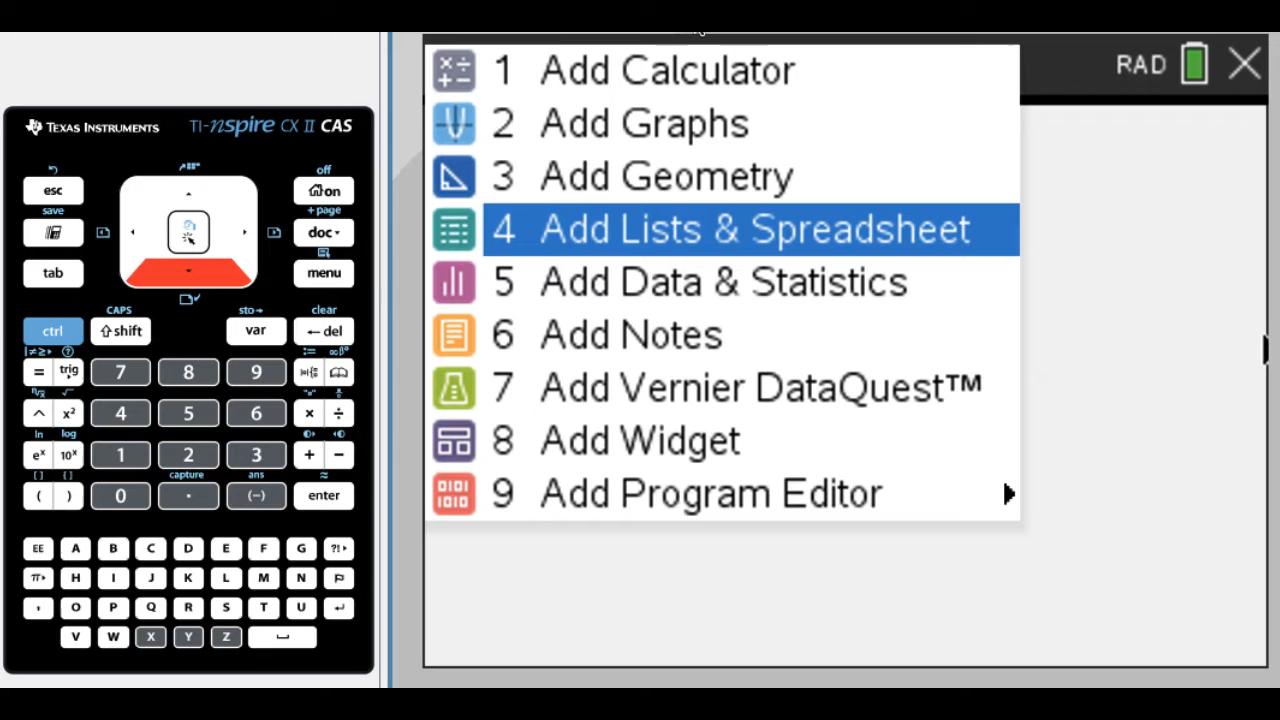 TEXAS INSTRUMENTS TI-nspire CX II CAS
off
esc on
save + page
doc
tab menu
CAPS sto→ clear
ctrl ⇧shift var ←del
|≠≥▸ ? := αβ°
= trig 7 8 9
n√x √ "□"
^ x² 4 5 6 × ÷
ln log
eˣ 10ˣ 1 2 3 + −
[ ] { } capture ans ≈
( ) 0 . (−) enter
EE A B C D E F G ?!▸
π▸ H I J K L M N
, O P Q R S T U ↵
V W X Y Z
RAD
1 Add Calculator
2 Add Graphs
3 Add Geometry
4 Add Lists & Spreadsheet
5 Add Data & Statistics
6 Add Notes
7 Add Vernier DataQuest™
8 Add Widget
9 Add Program Editor